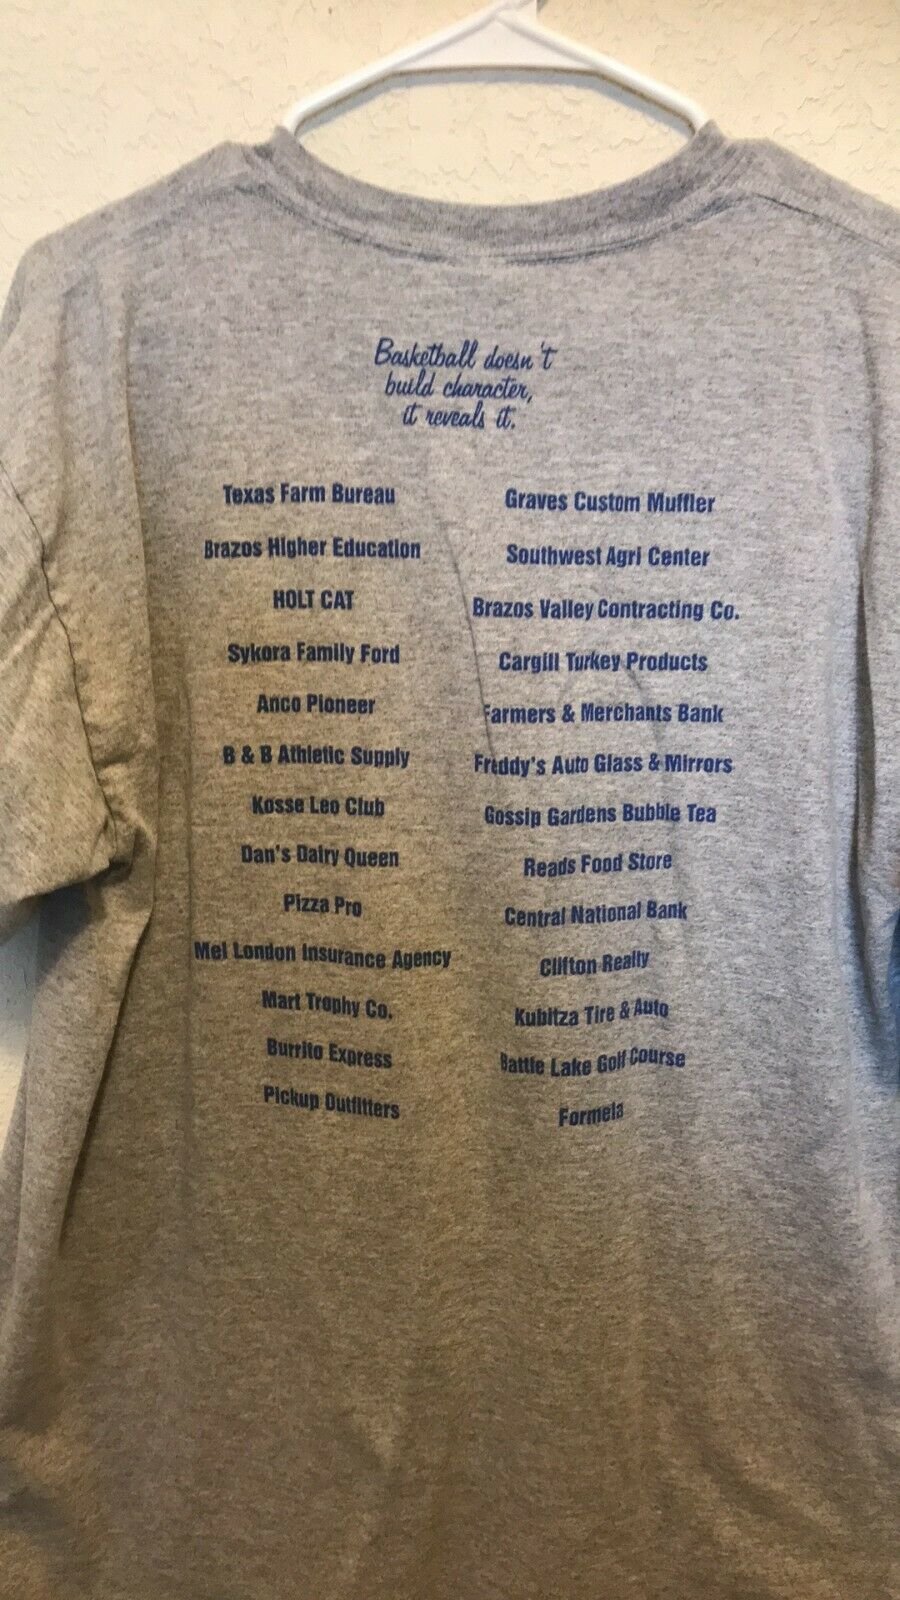 Basketball doesn't
build character,
it reveals it.
Texas Farm Bureau
Brazos Higher Education
HOLT CAT
Sykora Family Ford
Anco Pioneer
B & B Athletic Supply
Kosse Leo Club
Dan's Dairy Queen
Pizza Pro
Mel London Insurance Agency
Mart Trophy Co.
Burrito Express
Pickup Outfitters
Graves Custom Muffler
Southwest Agri Center
Brazos Valley Contracting Co.
Cargill Turkey Products
Farmers & Merchants Bank
Freddy's Auto Glass & Mirrors
Gossip Gardens Bubble Tea
Reads Food Store
Central National Bank
Clifton Realty
Kubitza Tire & Auto
Battle Lake Golf Course
Formela